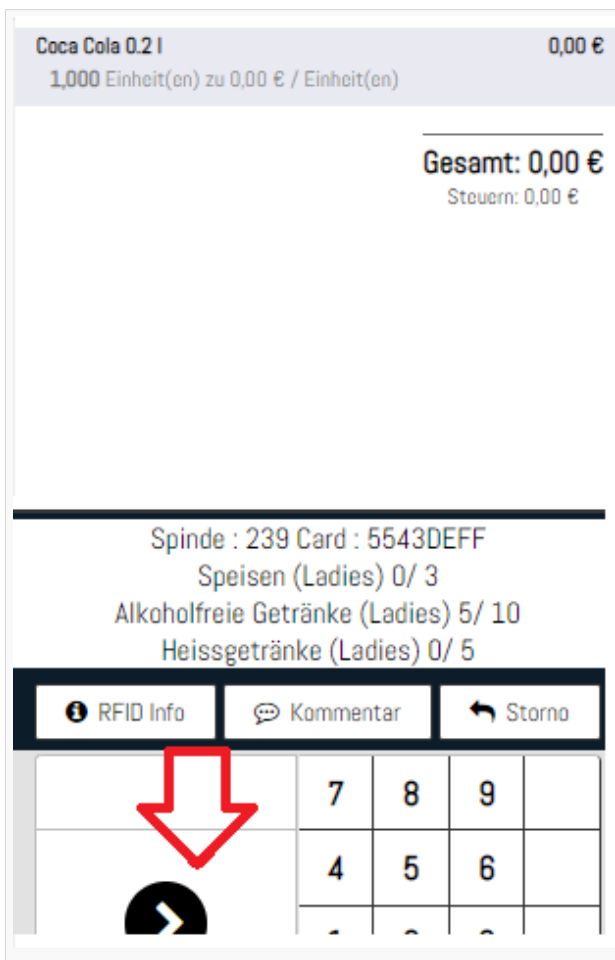 Coca Cola 0.2 l 0,00 €
1,000 Einheit(en) zu 0,00 € / Einheit(en)
Gesamt: 0,00 €
Steuern: 0,00 €
Spinde : 239 Card : 5543DEFF
Speisen (Ladies) 0/ 3
Alkoholfreie Getränke (Ladies) 5/ 10
Heissgetränke (Ladies) 0/ 5
RFID Info Kommentar Storno
7 8 9
4 5 6